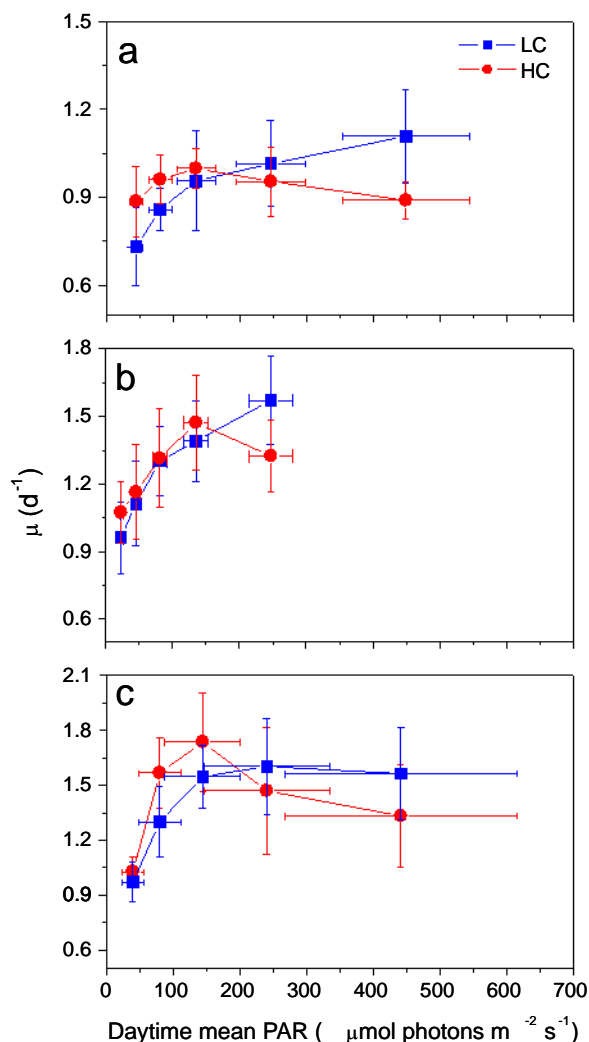 a
LC
HC
1.5
1.2
0.9
0.6
b
1.8
1.5
1.2
0.9
0.6
μ (d⁻¹)
c
2.1
1.8
1.5
1.2
0.9
0.6
0 100 200 300 400 500 600 700
Daytime mean PAR ( μmol photons m ⁻² s⁻¹)